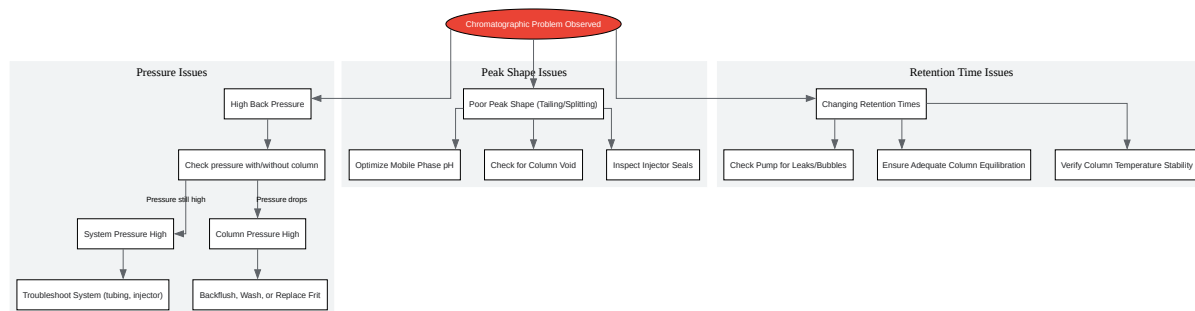 Chromatographic Problem Observed
Pressure Issues
Peak Shape Issues
Retention Time Issues
High Back Pressure
Poor Peak Shape (Tailing/Splitting)
Changing Retention Times
Check pressure with/without column
Optimize Mobile Phase pH
Check for Column Void
Inspect Injector Seals
Check Pump for Leaks/Bubbles
Ensure Adequate Column Equilibration
Verify Column Temperature Stability
Pressure still high
Pressure drops
System Pressure High
Column Pressure High
Troubleshoot System (tubing, injector)
Backflush, Wash, or Replace Frit